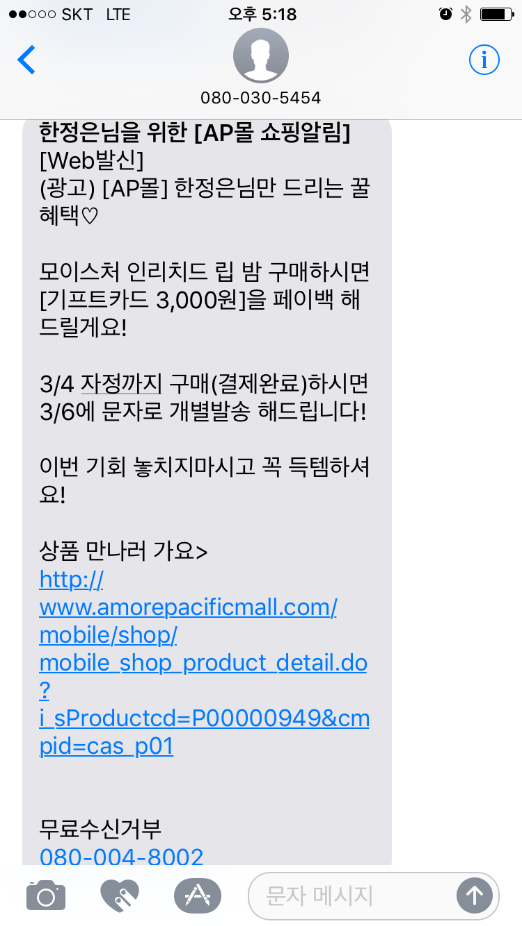 SKT LTE 오후 5:18
080-030-5454
한정은님을 위한 [AP몰 쇼핑알림]
[Web발신]
(광고) [AP몰] 한정은님만 드리는 꿀
혜택♡
모이스처 인리치드 립 밤 구매하시면
[기프트카드 3,000원]을 페이백 해
드릴게요!
3/4 자정까지 구매(결제완료)하시면
3/6에 문자로 개별발송 해드립니다!
이번 기회 놓치지마시고 꼭 득템하셔
요!
상품 만나러 가요>
http://
www.amorepacificmall.com/
mobile/shop/
mobile_shop_product_detail.do
?
i_sProductcd=P00000949&cm
pid=cas_p01
무료수신거부
080-004-8002
문자 메시지